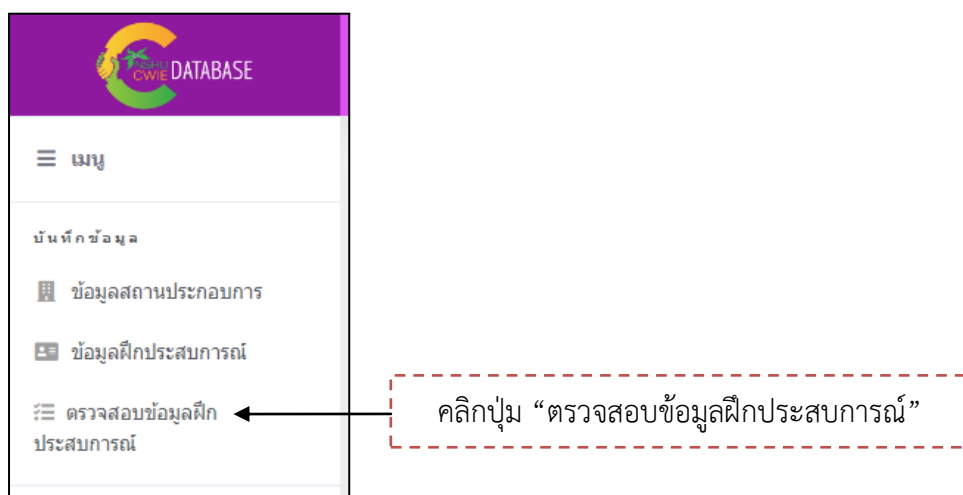 NSRU
CWIE DATABASE
เมนู
บันทึกข้อมูล
ข้อมูลสถานประกอบการ
ข้อมูลฝึกประสบการณ์
ตรวจสอบข้อมูลฝึก
ประสบการณ์
คลิกปุ่ม “ตรวจสอบข้อมูลฝึกประสบการณ์”